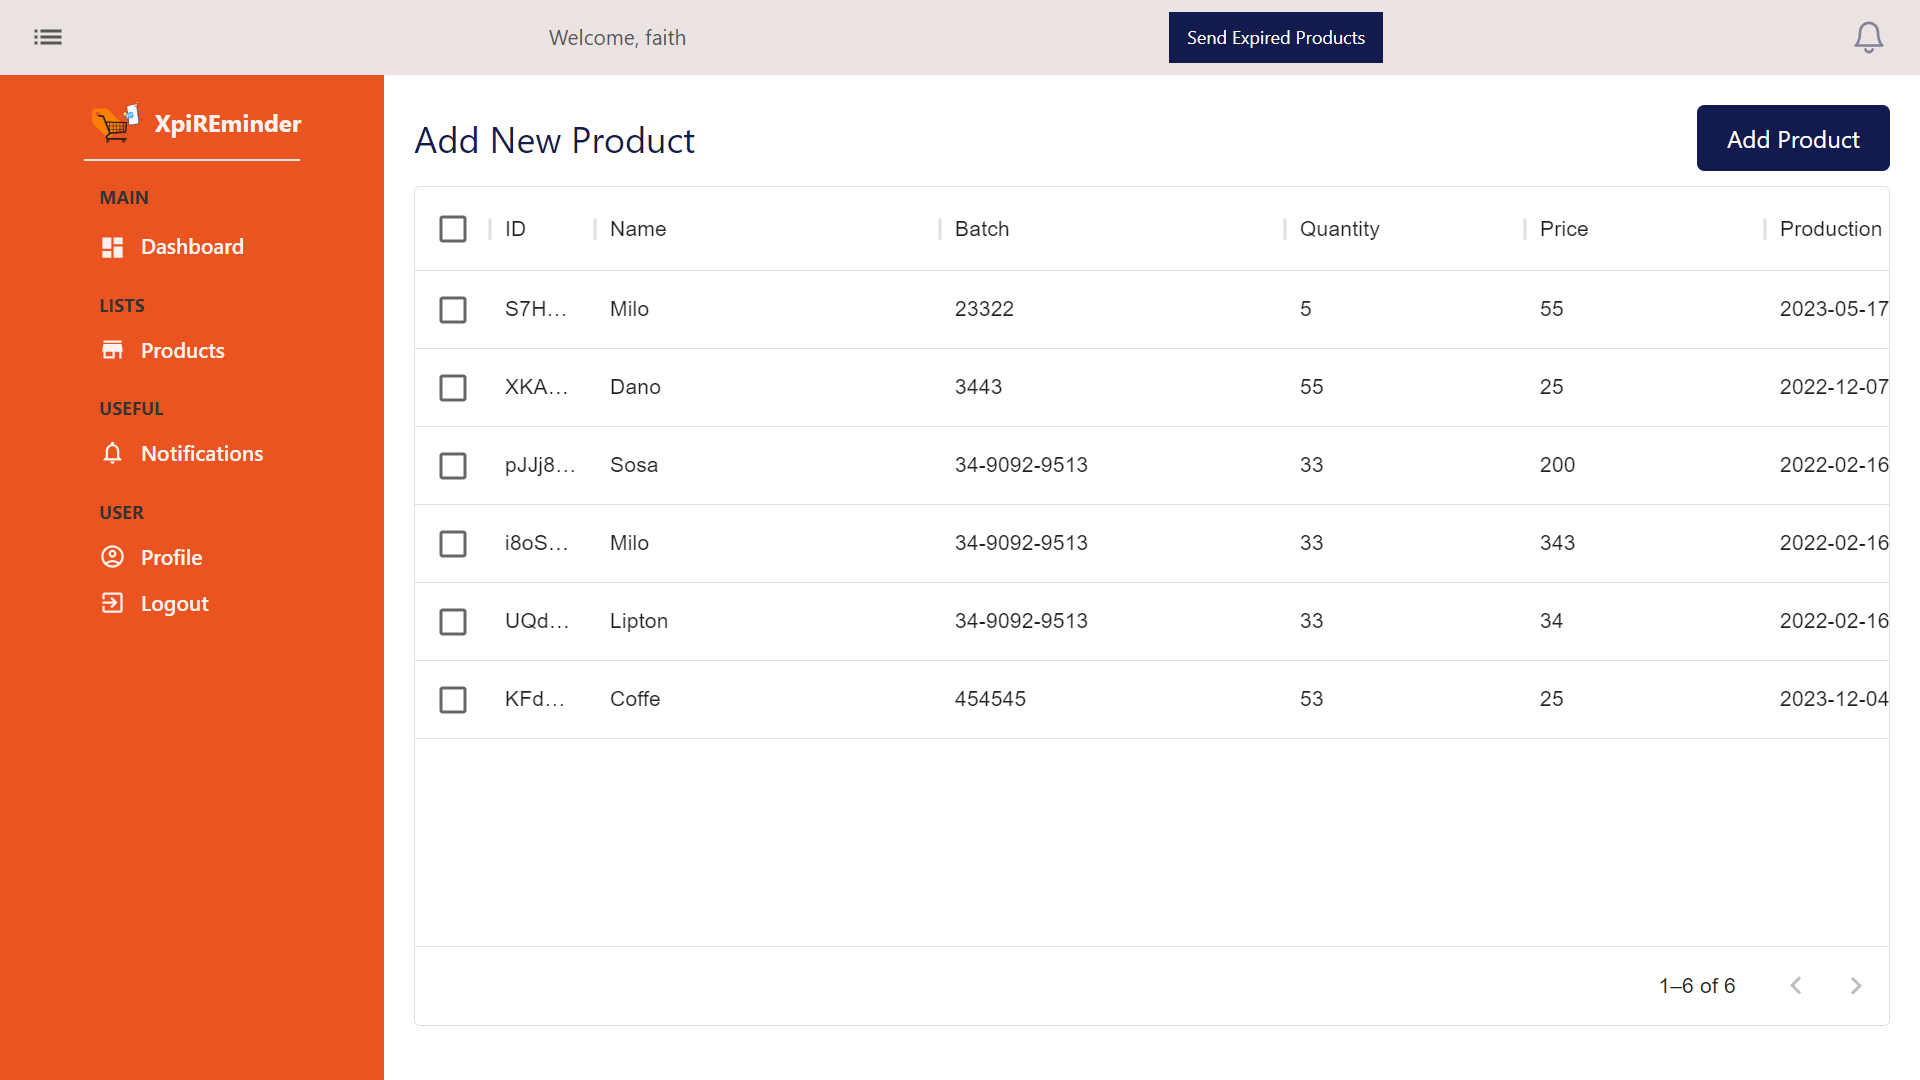 Welcome, faith
Send Expired Products
XpiREminder
MAIN
Dashboard
LISTS
Products
USEFUL
Notifications
USER
Profile
Logout
Add New Product
Add Product
ID Name Batch Quantity Price Production
S7H... Milo 23322 5 55 2023-05-17
XKA... Dano 3443 55 25 2022-12-07
pJJj8... Sosa 34-9092-9513 33 200 2022-02-16
i8oS... Milo 34-9092-9513 33 343 2022-02-16
UQd... Lipton 34-9092-9513 33 34 2022-02-16
KFd... Coffe 454545 53 25 2023-12-04
1–6 of 6